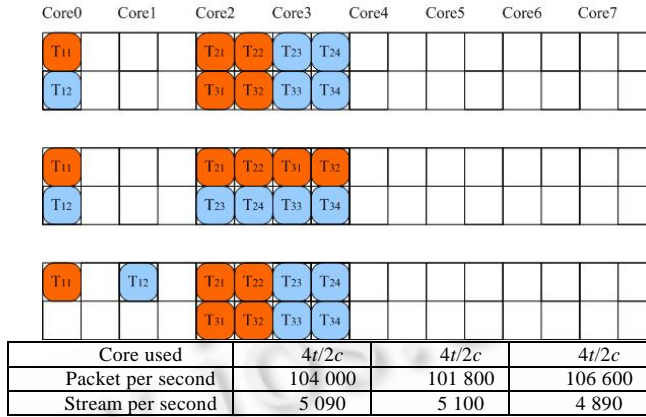 Core0 Core1 Core2 Core3 Core4 Core5 Core6 Core7
T11 T21 T22 T23 T24
T12 T31 T32 T33 T34
T11 T21 T22 T31 T32
T12 T23 T24 T33 T34
T11 T12 T21 T22 T23 T24
T31 T32 T33 T34
Core used 4t/2c 4t/2c 4t/2c
Packet per second 104 000 101 800 106 600
Stream per second 5 090 5 100 4 890